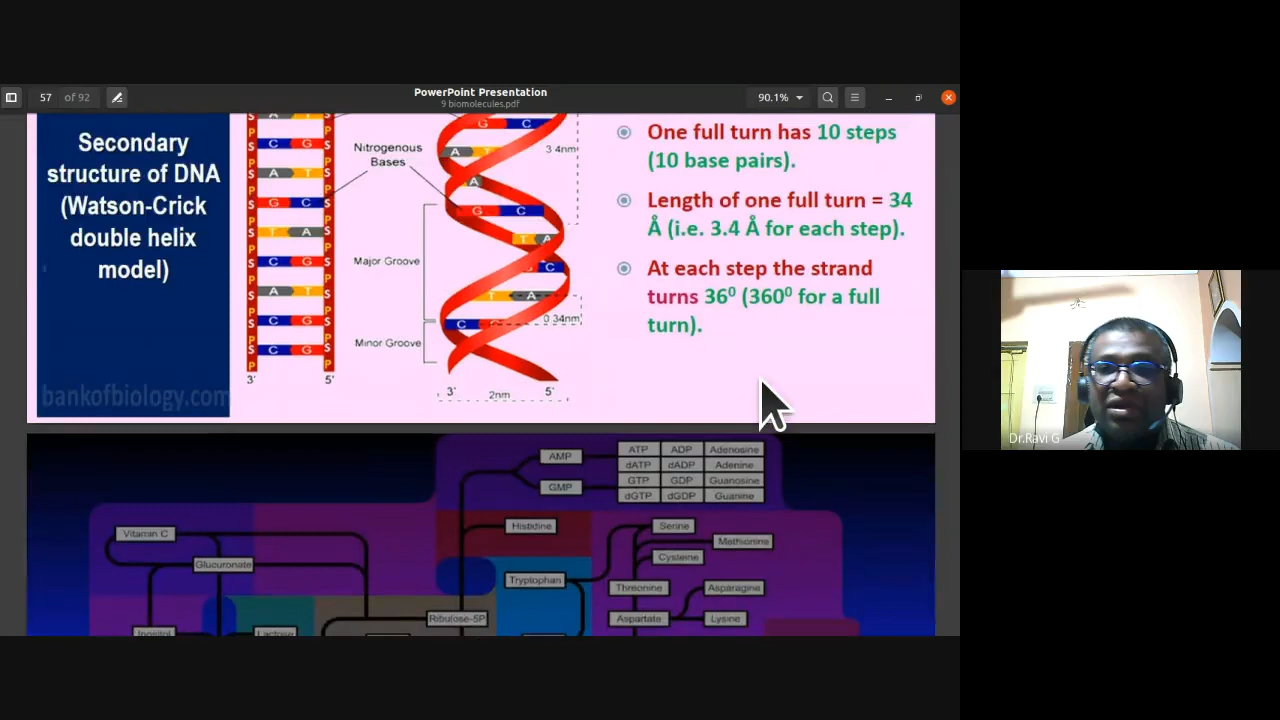 57 of 92
PowerPoint Presentation
9 biomolecules.pdf
90.1%
Secondary
structure of DNA
(Watson-Crick
double helix
model)
bankofbiology.com
A T
C G
A T
G C
T A
C G
A T
C G
C G
S
P
3'
5'
Nitrogenous
Bases
Major Groove
Minor Groove
G C
A T
A
G C
T A
C
T A
C
3.4nm
0.34nm
3'
5'
2nm
One full turn has 10 steps
(10 base pairs).
Length of one full turn = 34
Å (i.e. 3.4 Å for each step).
At each step the strand
turns 36⁰ (360⁰ for a full
turn).
AMP
GMP
ATP ADP Adenosine
dATP dADP Adenine
GTP GDP Guanosine
dGTP dGDP Guanine
Vitamin C
Histidine
Serine
Methionine
Glucuronate
Cysteine
Tryptophan
Threonine
Asparagine
Ribulose-5P
Aspartate
Lysine
Inositol
Lactose
Dr.Ravi G